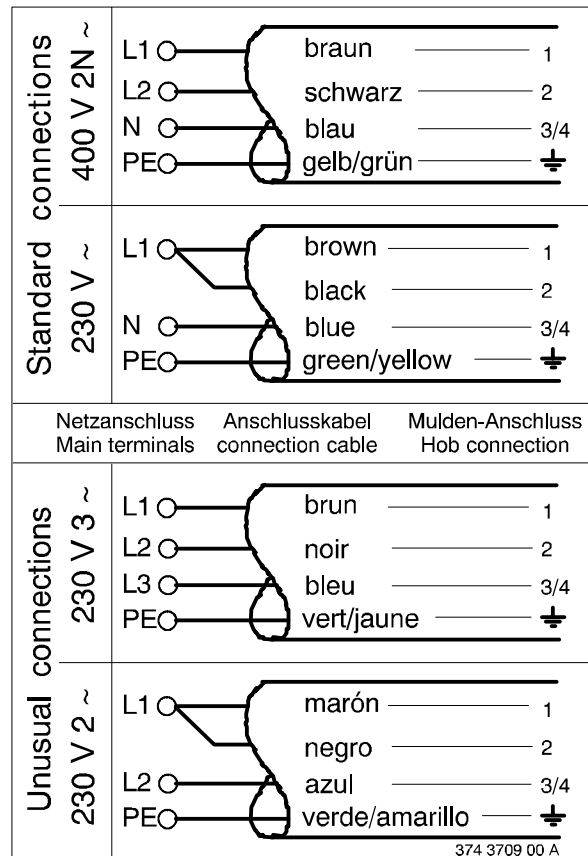 Standard connections
400 V 2N ~
L1 braun 1
L2 schwarz 2
N blau 3/4
PE gelb/grün
230 V ~
L1 brown 1
black 2
N blue 3/4
PE green/yellow
Netzanschluss Anschlusskabel Mulden-Anschluss
Main terminals connection cable Hob connection
Unusual connections
230 V 3 ~
L1 brun 1
L2 noir 2
L3 bleu 3/4
PE vert/jaune
230 V 2 ~
L1 marón 1
negro 2
L2 azul 3/4
PE verde/amarillo
374 3709 00 A